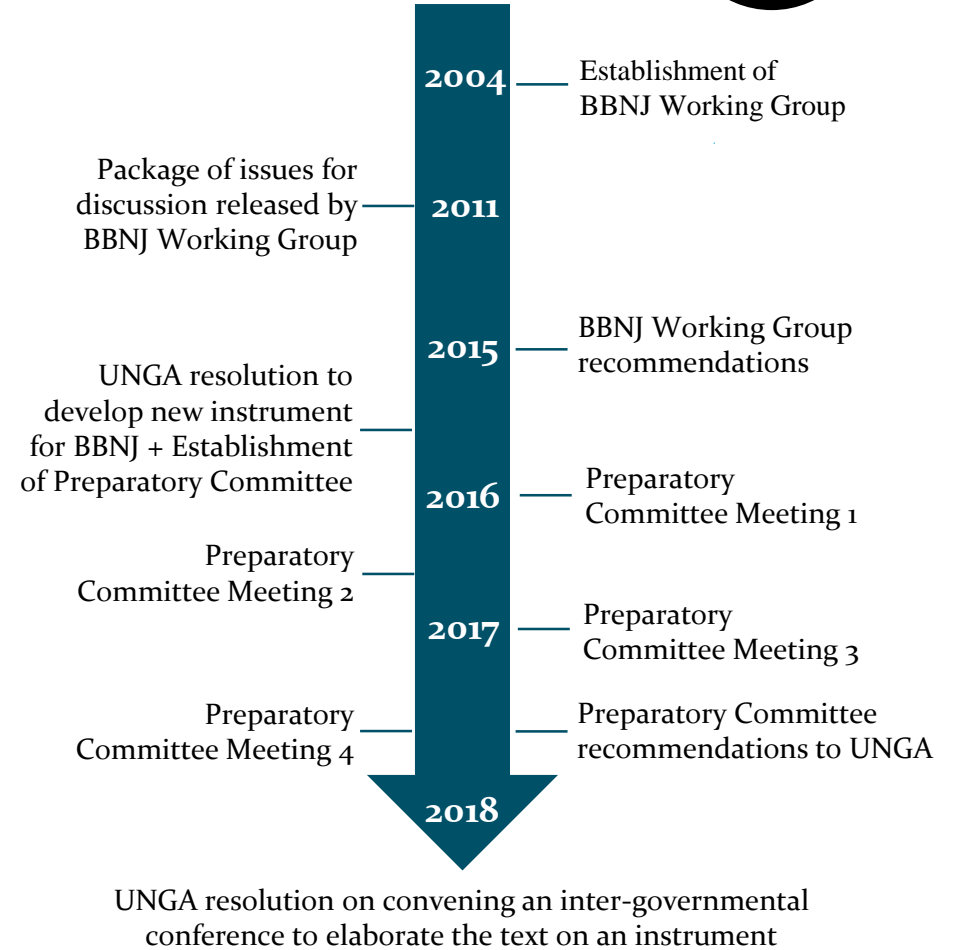 2004
Establishment of
BBNJ Working Group
Package of issues for
discussion released by
BBNJ Working Group
2011
2015
BBNJ Working Group
recommendations
UNGA resolution to
develop new instrument
for BBNJ + Establishment
of Preparatory Committee
2016
Preparatory
Committee Meeting 1
Preparatory
Committee Meeting 2
2017
Preparatory
Committee Meeting 3
Preparatory
Committee Meeting 4
Preparatory Committee
recommendations to UNGA
2018
UNGA resolution on convening an inter-governmental
conference to elaborate the text on an instrument